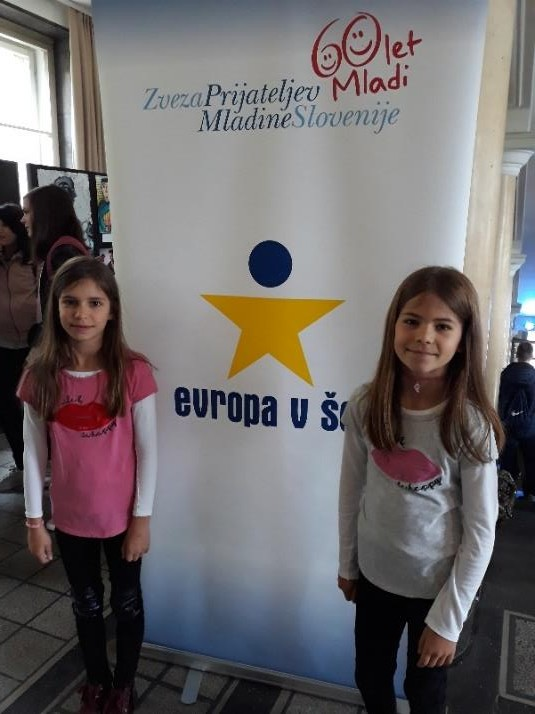 60 let
Mladi
ZvezaPrijateljev
MladineSlovenije
evropa v š